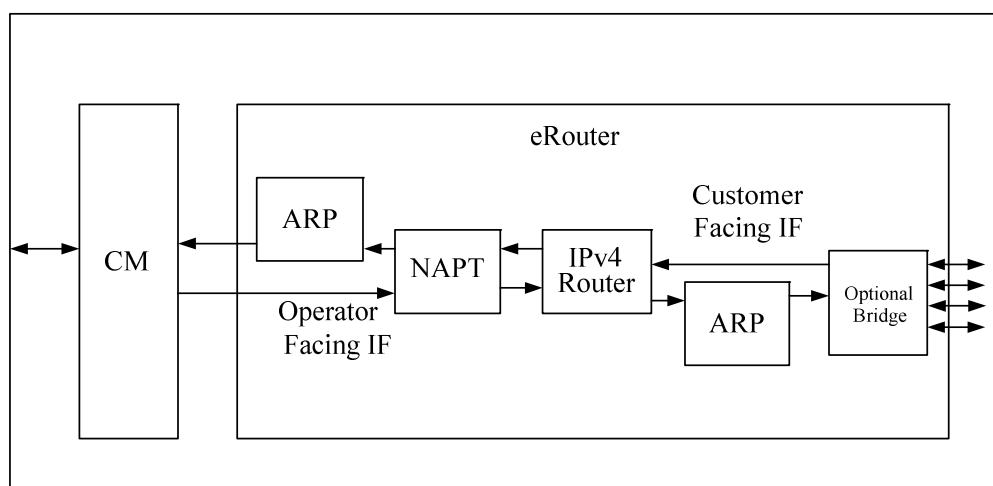 eRouter
CM
ARP
NAPT
IPv4
Router
Customer
Facing IF
Operator
Facing IF
ARP
Optional
Bridge